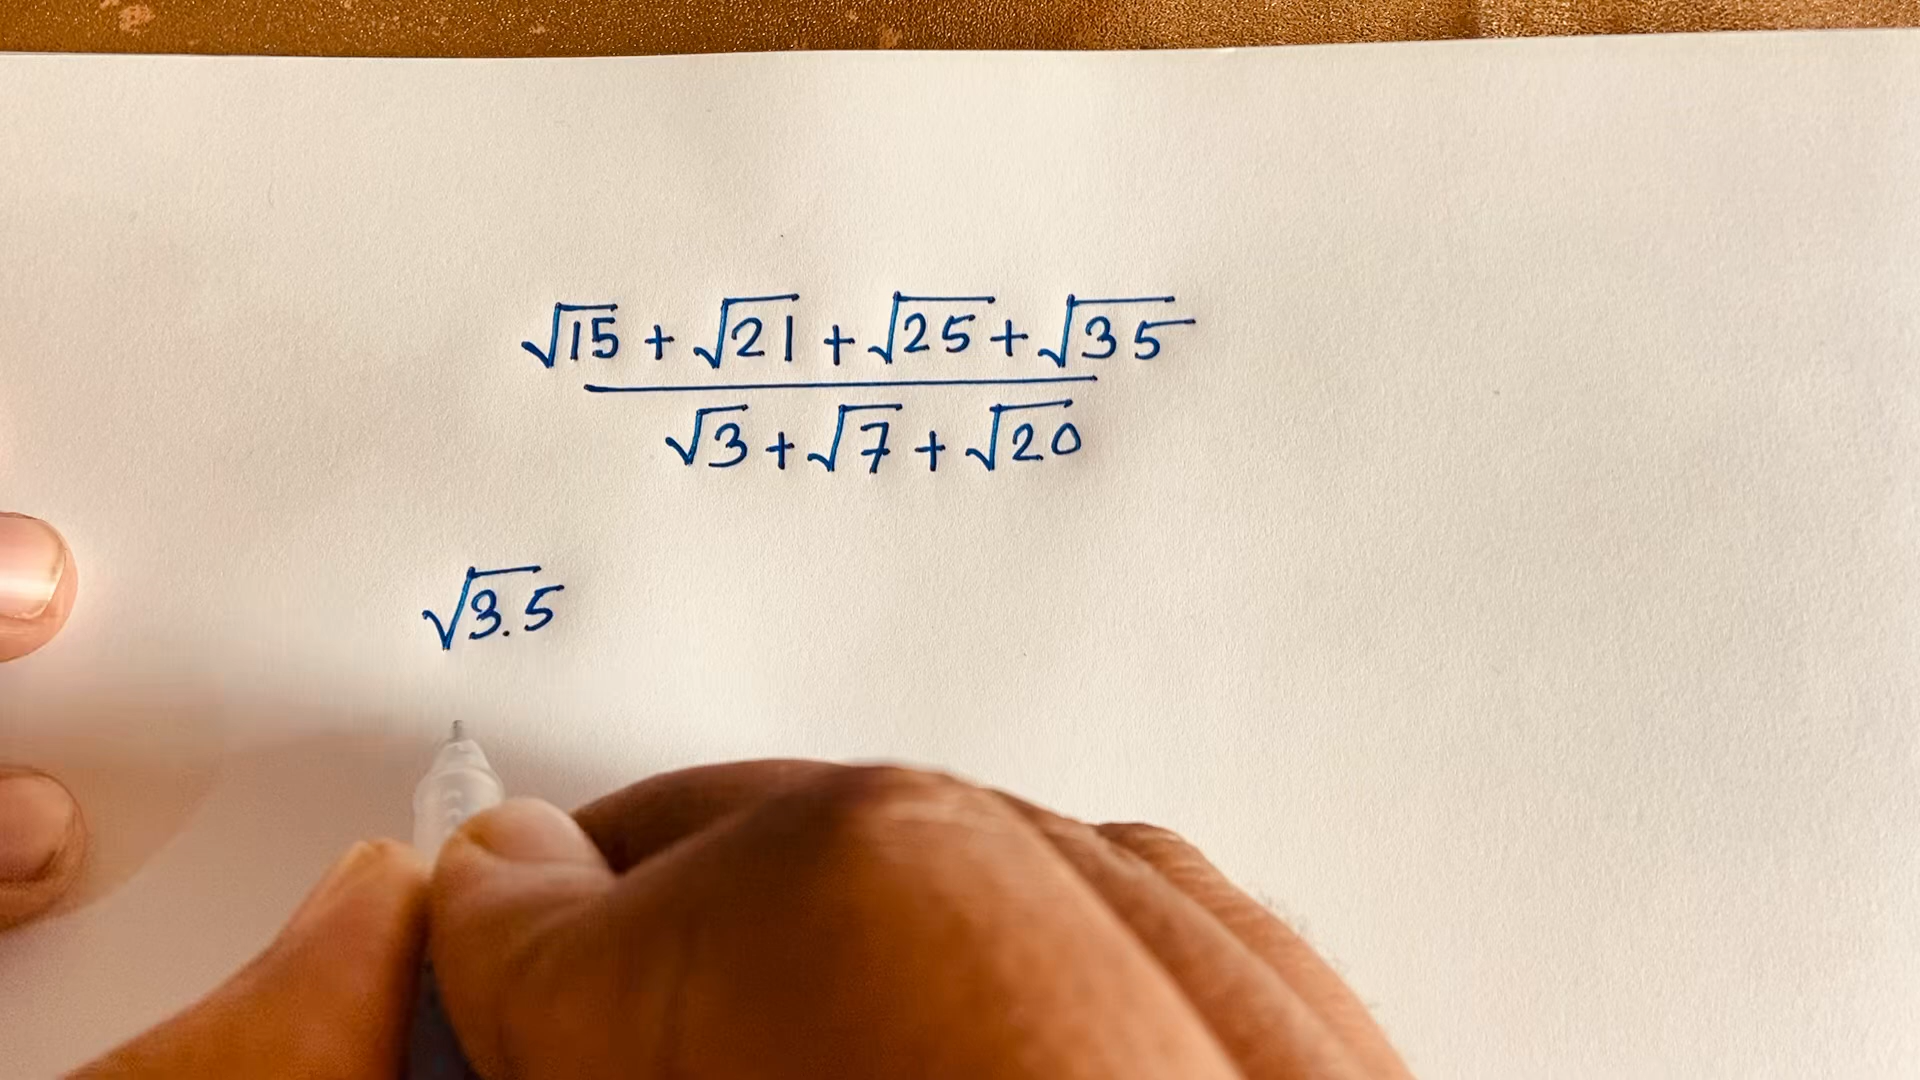 √15 + √21 + √25 + √35
√3 + √7 + √20
√3.5